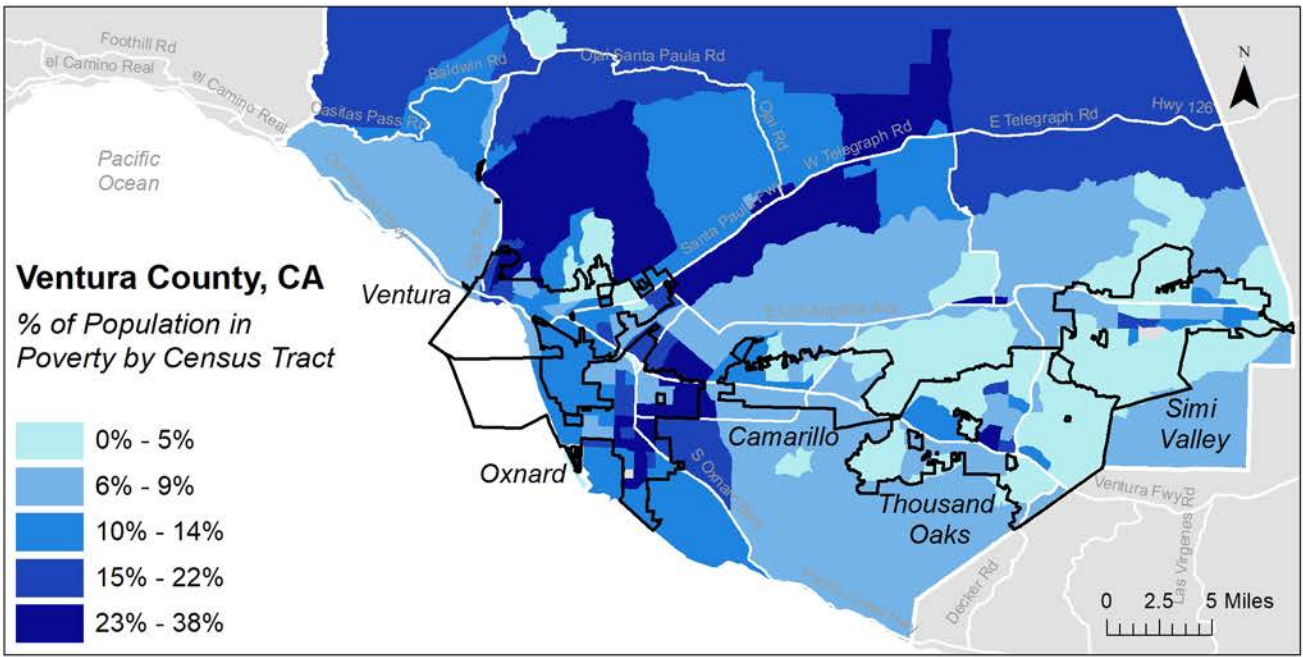 Foothill Rd
el Camino Real
el Camino Real
Casitas Pass Rd
Baldwin Rd
Ojai Santa Paula Rd
Ojai Rd
W Telegraph Rd
E Telegraph Rd
Hwy 126
N
Pacific
Ocean
Santa Paula Fwy
Ventura County, CA
% of Population in
Poverty by Census Tract
0% - 5%
6% - 9%
10% - 14%
15% - 22%
23% - 38%
Ventura
Oxnard
Camarillo
Thousand
Oaks
Simi
Valley
S Oxnard Blvd
Ventura Fwy
Las Virgenes Rd
Decker Rd
0 2.5 5 Miles